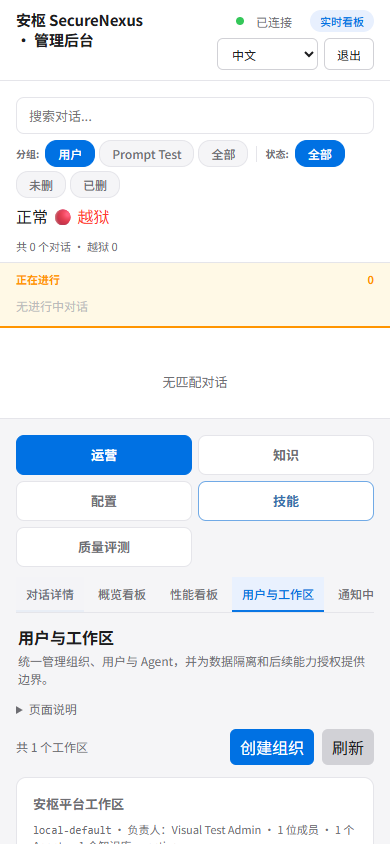 安枢 SecureNexus
· 管理后台
已连接
实时看板
中文
退出
搜索对话...
分组: 用户 Prompt Test 全部 状态: 全部
未删 已删
正常 越狱
共 0 个对话 · 越狱 0
正在进行 0
无进行中对话
无匹配对话
运营 知识
配置 技能
质量评测
对话详情 概览看板 性能看板 用户与工作区 通知中
用户与工作区
统一管理组织、用户与 Agent，并为数据隔离和后续能力授权提供
边界。
页面说明
共 1 个工作区
创建组织 刷新
安枢平台工作区
local-default · 负责人：Visual Test Admin · 1 位成员 · 1 个